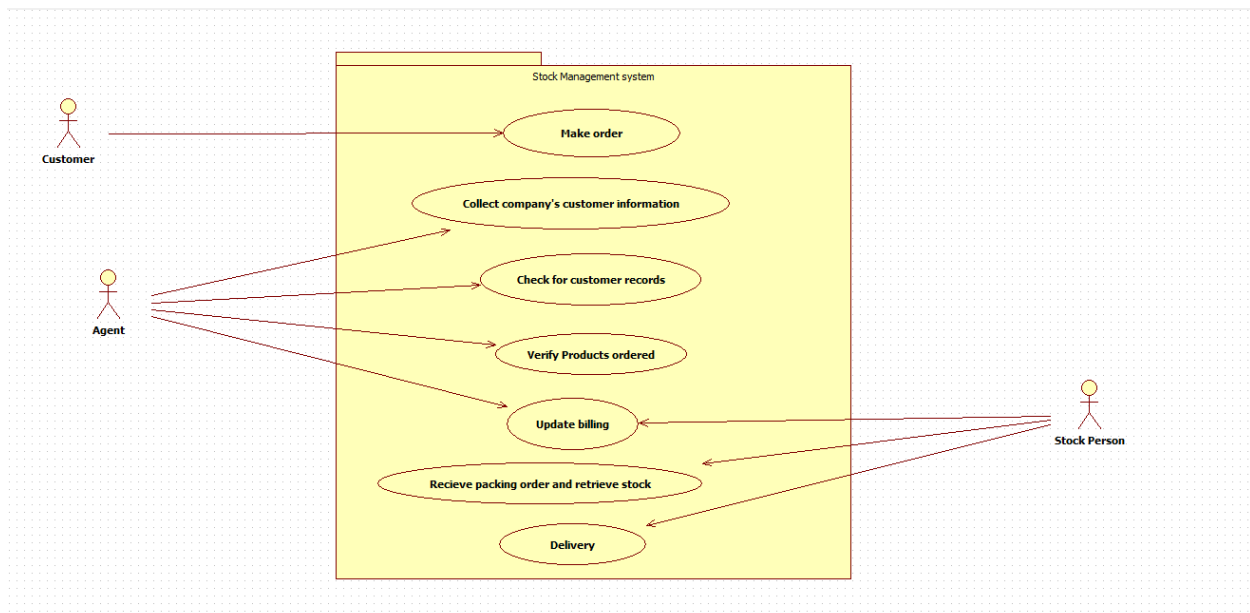 Stock Management system
Customer
Make order
Collect company's customer information
Agent
Check for customer records
Verify Products ordered
Update billing
Stock Person
Recieve packing order and retrieve stock
Delivery